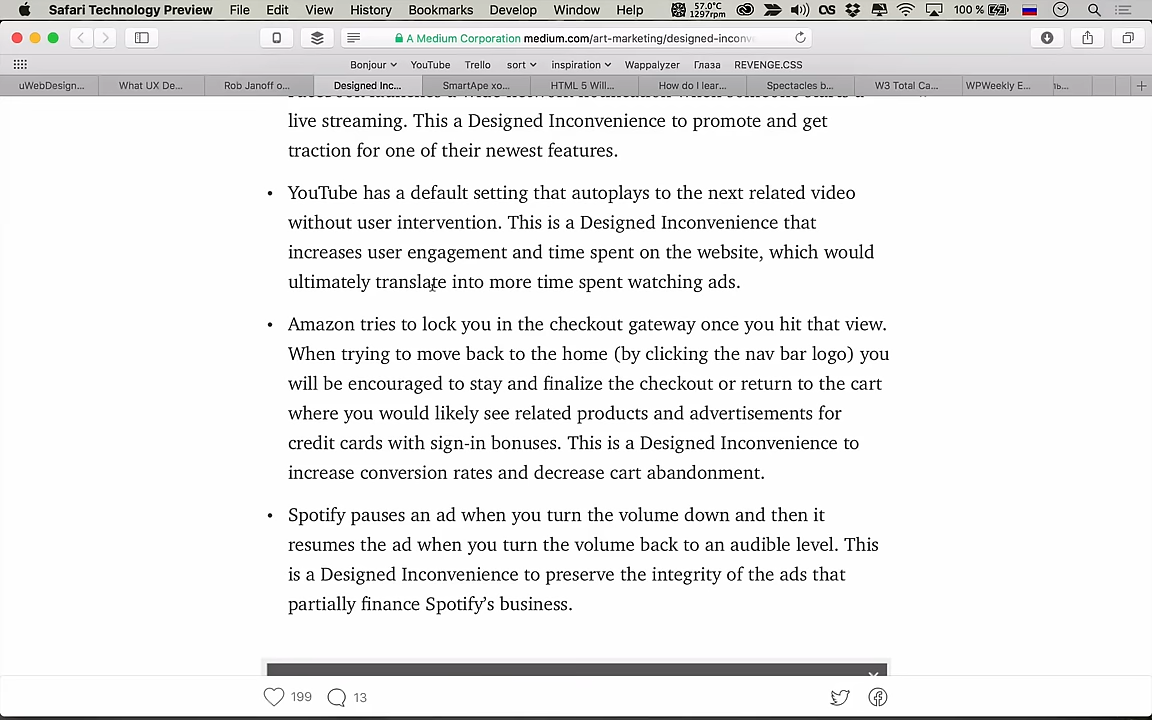 Safari Technology Preview File Edit View History Bookmarks Develop Window Help 57.0°C 1297rpm OS 100 %
A Medium Corporation medium.com/art-marketing/designed-inconv
Bonjour YouTube Trello sort inspiration Wappalyzer Глаза REVENGE.CSS
uWebDesign... What UX De... Rob Janoff o... Designed Inc... SmartApe хо... HTML 5 Will... How do I lear... Spectacles b... W3 Total Ca... WPWeekly E...
live streaming. This a Designed Inconvenience to promote and get
traction for one of their newest features.
• YouTube has a default setting that autoplays to the next related video
without user intervention. This is a Designed Inconvenience that
increases user engagement and time spent on the website, which would
ultimately translate into more time spent watching ads.
• Amazon tries to lock you in the checkout gateway once you hit that view.
When trying to move back to the home (by clicking the nav bar logo) you
will be encouraged to stay and finalize the checkout or return to the cart
where you would likely see related products and advertisements for
credit cards with sign-in bonuses. This is a Designed Inconvenience to
increase conversion rates and decrease cart abandonment.
• Spotify pauses an ad when you turn the volume down and then it
resumes the ad when you turn the volume back to an audible level. This
is a Designed Inconvenience to preserve the integrity of the ads that
partially finance Spotify's business.
199 13